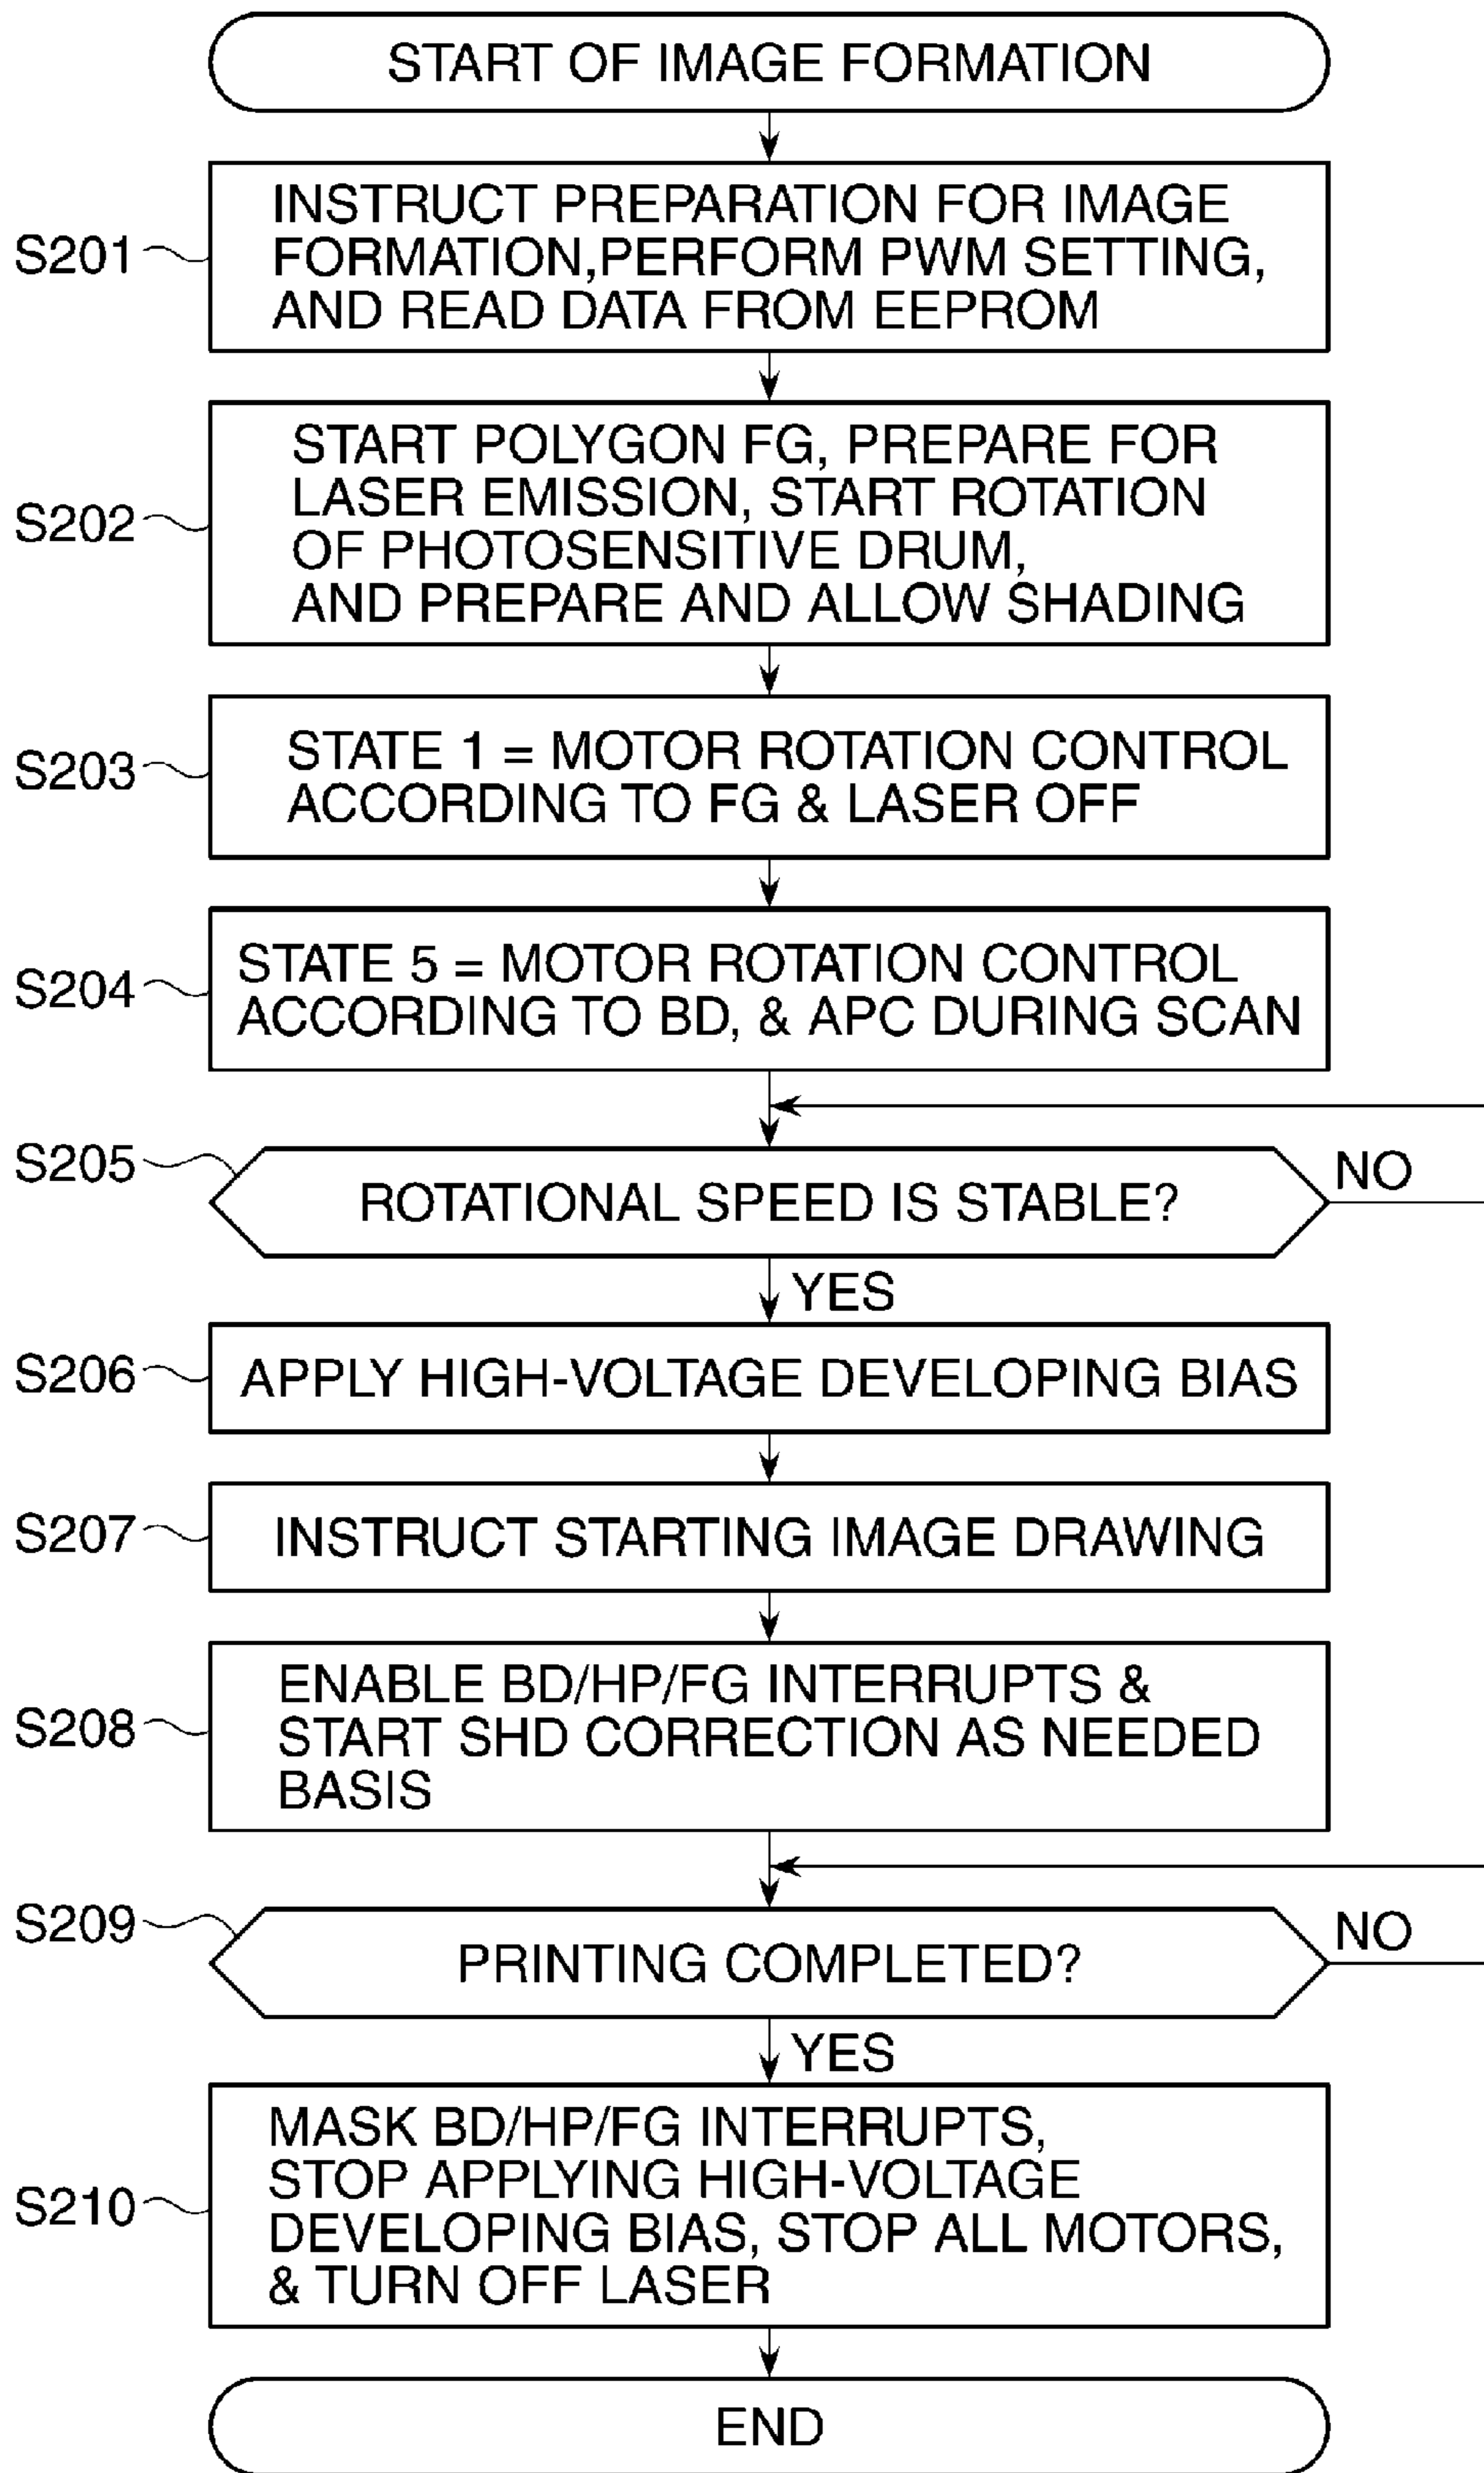 START OF IMAGE FORMATION
S201
INSTRUCT PREPARATION FOR IMAGE
FORMATION,PERFORM PWM SETTING,
AND READ DATA FROM EEPROM
S202
START POLYGON FG, PREPARE FOR
LASER EMISSION, START ROTATION
OF PHOTOSENSITIVE DRUM,
AND PREPARE AND ALLOW SHADING
S203
STATE 1 = MOTOR ROTATION CONTROL
ACCORDING TO FG & LASER OFF
S204
STATE 5 = MOTOR ROTATION CONTROL
ACCORDING TO BD, & APC DURING SCAN
S205
ROTATIONAL SPEED IS STABLE?
NO
YES
S206
APPLY HIGH-VOLTAGE DEVELOPING BIAS
S207
INSTRUCT STARTING IMAGE DRAWING
S208
ENABLE BD/HP/FG INTERRUPTS &
START SHD CORRECTION AS NEEDED
BASIS
S209
PRINTING COMPLETED?
NO
YES
S210
MASK BD/HP/FG INTERRUPTS,
STOP APPLYING HIGH-VOLTAGE
DEVELOPING BIAS, STOP ALL MOTORS,
& TURN OFF LASER
END